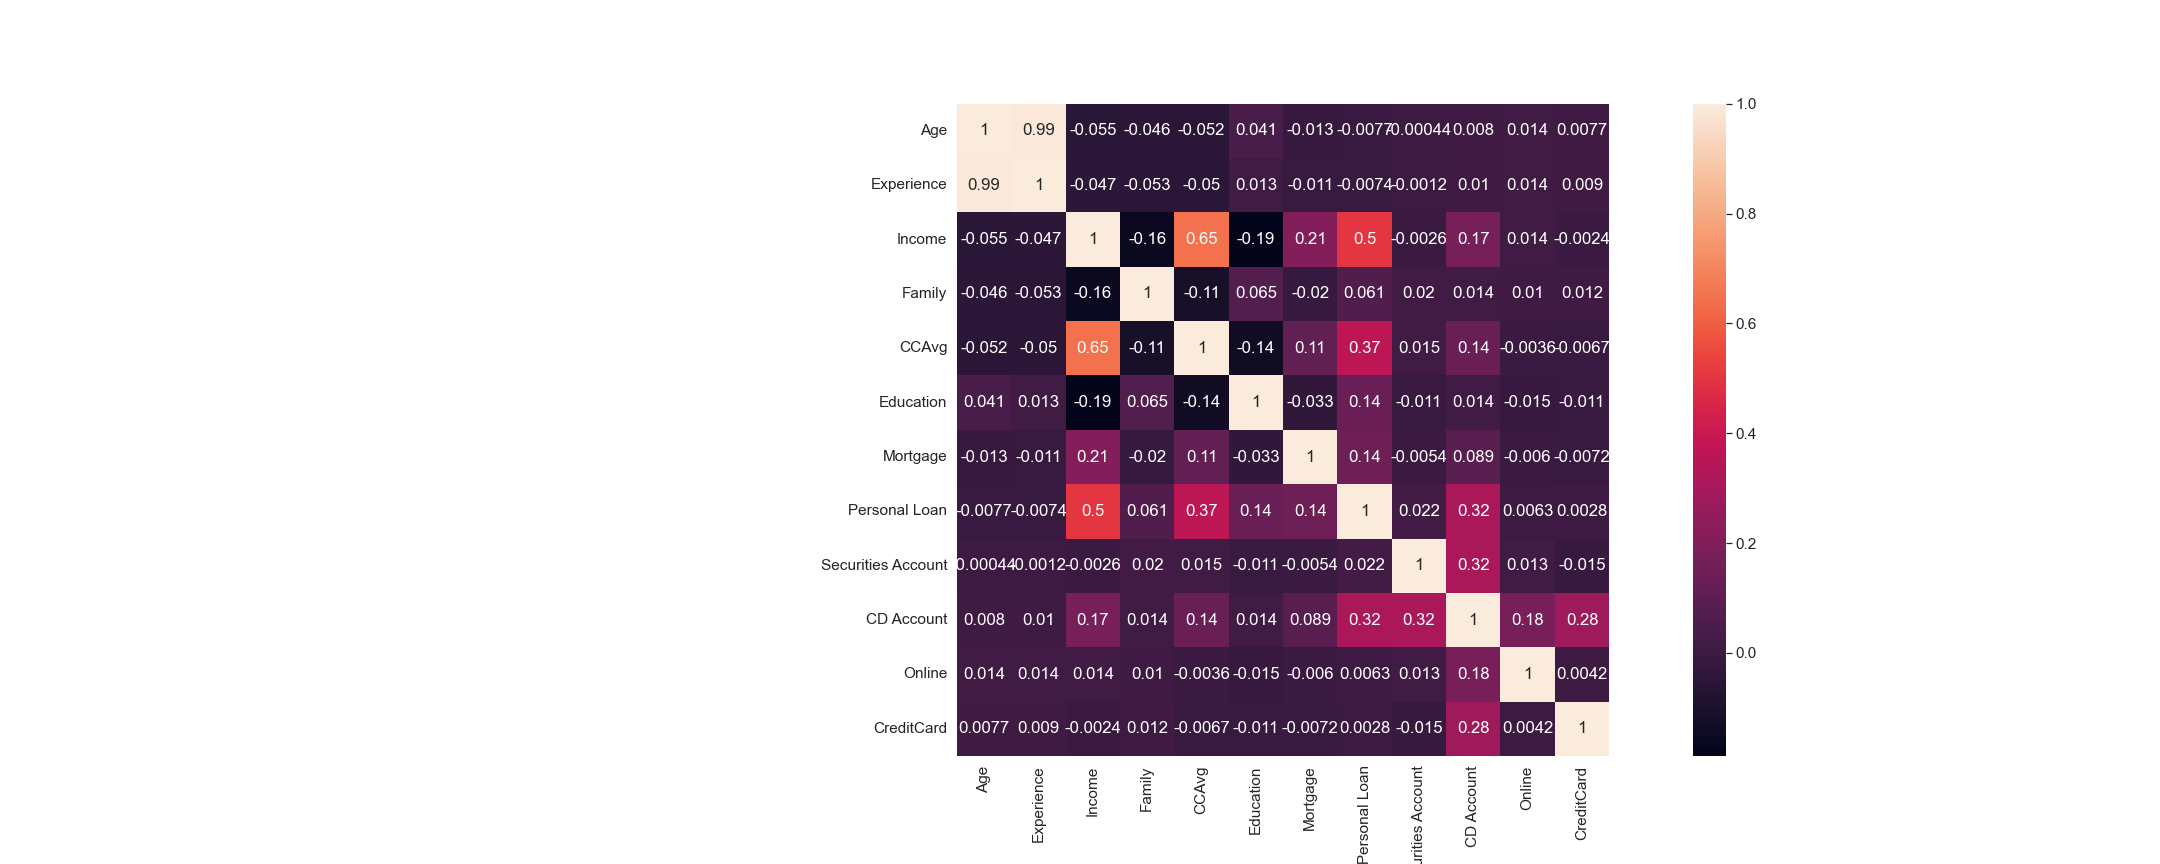 1.0
Age 1 0.99 -0.055 -0.046 -0.052 0.041 -0.013 -0.0077 0.00044 0.008 0.014 0.0077
Experience 0.99 1 -0.047 -0.053 -0.05 0.013 -0.011 -0.0074 -0.0012 0.01 0.014 0.009
0.8
Income -0.055 -0.047 1 -0.16 0.65 -0.19 0.21 0.5 -0.0026 0.17 0.014 -0.0024
Family -0.046 -0.053 -0.16 1 -0.11 0.065 -0.02 0.061 0.02 0.014 0.01 0.012
0.6
CCAvg -0.052 -0.05 0.65 -0.11 1 -0.14 0.11 0.37 0.015 0.14 -0.0036 -0.0067
Education 0.041 0.013 -0.19 0.065 -0.14 1 -0.033 0.14 -0.011 0.014 -0.015 -0.011
0.4
Mortgage -0.013 -0.011 0.21 -0.02 0.11 -0.033 1 0.14 -0.0054 0.089 -0.006 -0.0072
Personal Loan -0.0077 -0.0074 0.5 0.061 0.37 0.14 0.14 1 0.022 0.32 0.0063 0.0028
0.2
Securities Account 0.00044 -0.0012 -0.0026 0.02 0.015 -0.011 -0.0054 0.022 1 0.32 0.013 -0.015
CD Account 0.008 0.01 0.17 0.014 0.14 0.014 0.089 0.32 0.32 1 0.18 0.28
0.0
Online 0.014 0.014 0.014 0.01 -0.0036 -0.015 -0.006 0.0063 0.013 0.18 1 0.0042
CreditCard 0.0077 0.009 -0.0024 0.012 -0.0067 -0.011 -0.0072 0.0028 -0.015 0.28 0.0042 1
Age
Experience
Income
Family
CCAvg
Education
Mortgage
Personal Loan
urities Account
CD Account
Online
CreditCard